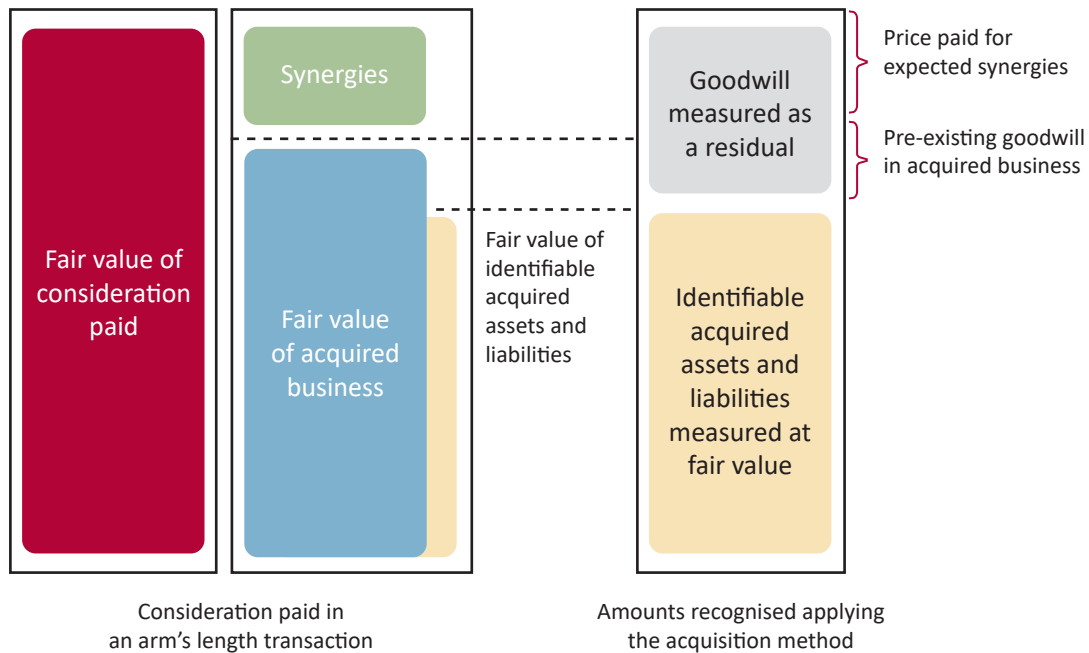 Fair value of
consideration
paid
Synergies
Fair value
of acquired
business
Fair value of
identifiable
acquired
assets and
liabilities
Goodwill
measured as
a residual
Identifiable
acquired
assets and
liabilities
measured at
fair value
Price paid for
expected synergies
Pre-existing goodwill
in acquired business
Consideration paid in
an arm’s length transaction
Amounts recognised applying
the acquisition method